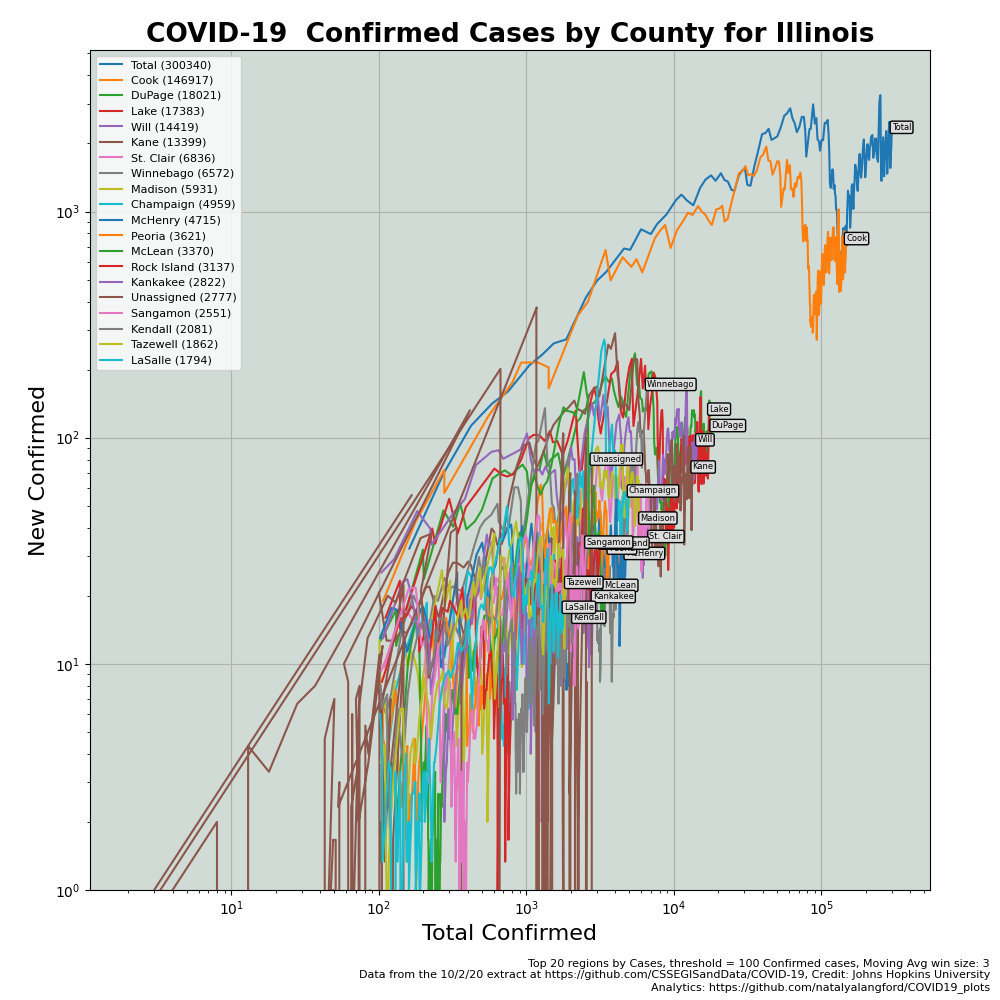 COVID-19  Confirmed Cases by County for Illinois
Total (300340)
Cook (146917)
DuPage (18021)
Lake (17383)
Will (14419)
Kane (13399)
St. Clair (6836)
Winnebago (6572)
Madison (5931)
Champaign (4959)
McHenry (4715)
Peoria (3621)
McLean (3370)
Rock Island (3137)
Kankakee (2822)
Unassigned (2777)
Sangamon (2551)
Kendall (2081)
Tazewell (1862)
LaSalle (1794)
Total
Cook
Winnebago
Lake
DuPage
Will
Unassigned
Kane
Champaign
Madison
St. Clair
Sangamon
McHenry
Tazewell
McLean
Kankakee
LaSalle
Kendall
New Confirmed
10³
10²
10¹
10⁰
10¹ 10² 10³ 10⁴ 10⁵
Total Confirmed
Top 20 regions by Cases, threshold = 100 Confirmed cases, Moving Avg win size: 3
Data from the 10/2/20 extract at https://github.com/CSSEGISandData/COVID-19, Credit: Johns Hopkins University
Analytics: https://github.com/natalyalangford/COVID19_plots